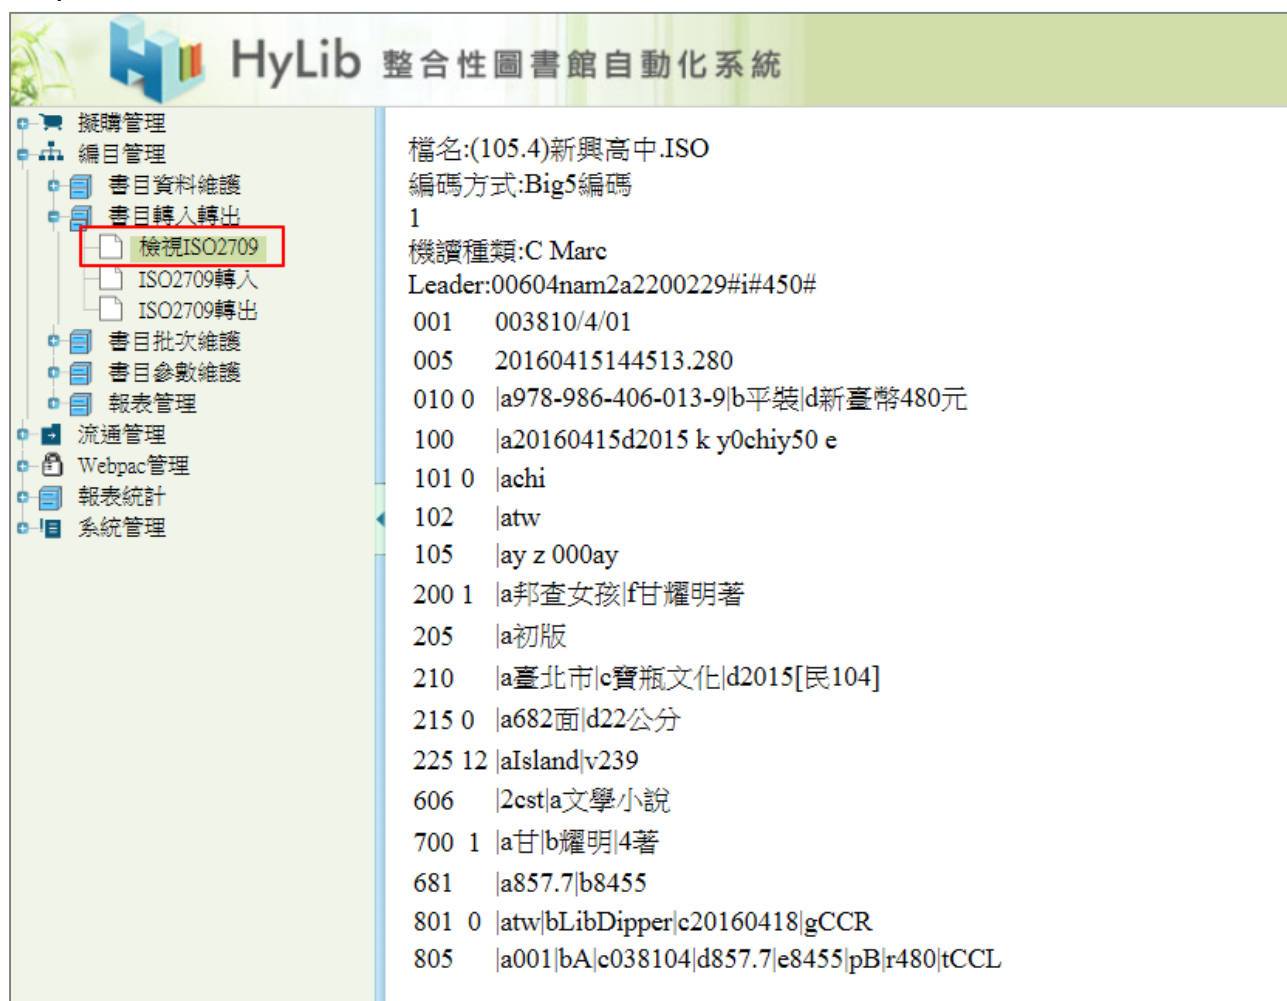 HyLib 整合性圖書館自動化系統
擬購管理
編目管理
書目資料維護
書目轉入轉出
檢視ISO2709
ISO2709轉入
ISO2709轉出
書目批次維護
書目參數維護
報表管理
流通管理
Webpac管理
報表統計
系統管理
檔名:(105.4)新興高中.ISO
編碼方式:Big5編碼
1
機讀種類:C Marc
Leader:00604nam2a2200229#i#450#
001 003810/4/01
005 20160415144513.280
010 0 |a978-986-406-013-9|b平裝|d新臺幣480元
100 |a20160415d2015 k y0chiy50 e
101 0 |achi
102 |atw
105 |ay z 000ay
200 1 |a邦查女孩|f甘耀明著
205 |a初版
210 |a臺北市|c寶瓶文化|d2015[民104]
215 0 |a682面|d22公分
225 12 |aIsland|v239
606 |2cst|a文學小說
700 1 |a甘|b耀明|4著
681 |a857.7|b8455
801 0 |atw|bLibDipper|c20160418|gCCR
805 |a001|bA|c038104|d857.7|e8455|pB|r480|tCCL